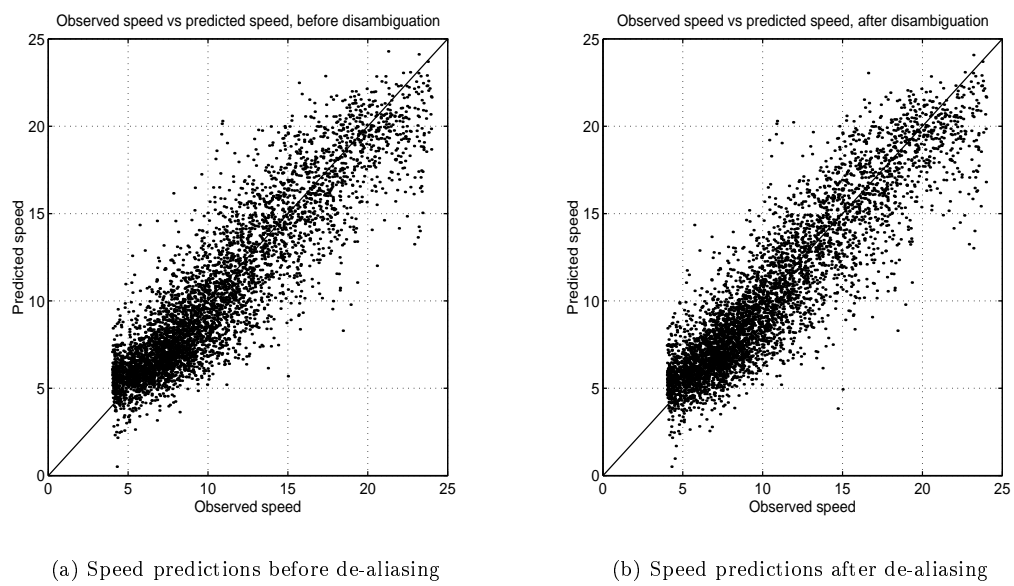 Observed speed vs predicted speed, before disambiguation
25
20
15
10
5
0
Predicted speed
0 5 10 15 20 25
Observed speed
(a) Speed predictions before de-aliasing
Observed speed vs predicted speed, after disambiguation
25
20
15
10
5
0
Predicted speed
0 5 10 15 20 25
Observed speed
(b) Speed predictions after de-aliasing